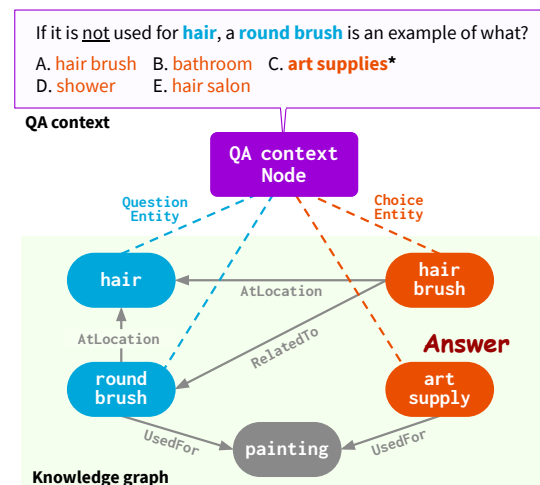 If it is not used for hair, a round brush is an example of what?
A. hair brush B. bathroom C. art supplies*
D. shower E. hair salon
QA context
QA context
Node
Question
Entity
Choice
Entity
hair
AtLocation
hair
brush
AtLocation
RelatedTo
Answer
round
brush
art
supply
UsedFor
painting
UsedFor
Knowledge graph